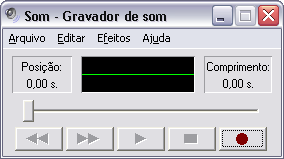 Som - Gravador de som
Arquivo Editar Efeitos Ajuda
Posição: Comprimento:
0,00 s. 0,00 s.